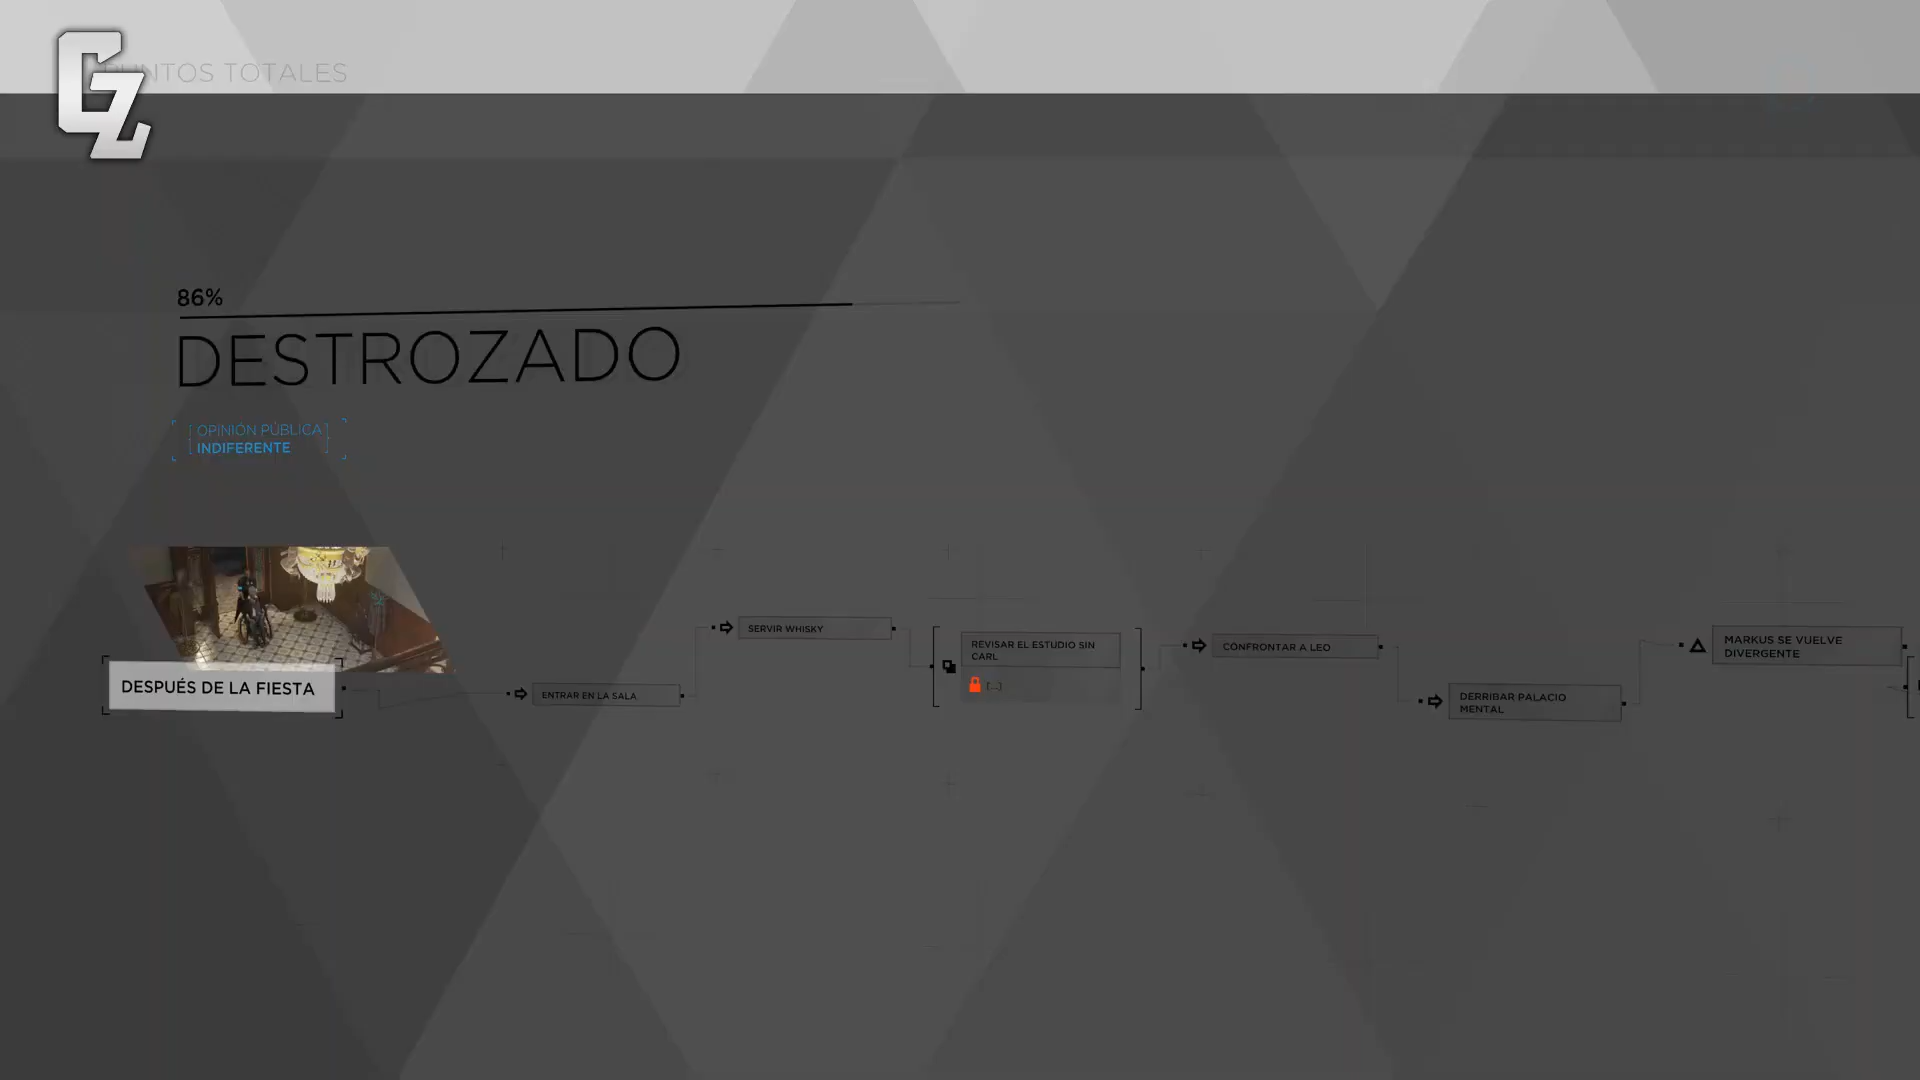 GZ
PUNTOS TOTALES
86%
DESTROZADO
OPINIÓN PÚBLICA
INDIFERENTE
DESPUÉS DE LA FIESTA
ENTRAR EN LA SALA
SERVIR WHISKY
REVISAR EL ESTUDIO SIN
CARL
[...]
CONFRONTAR A LEO
DERRIBAR PALACIO
MENTAL
MARKUS SE VUELVE
DIVERGENTE